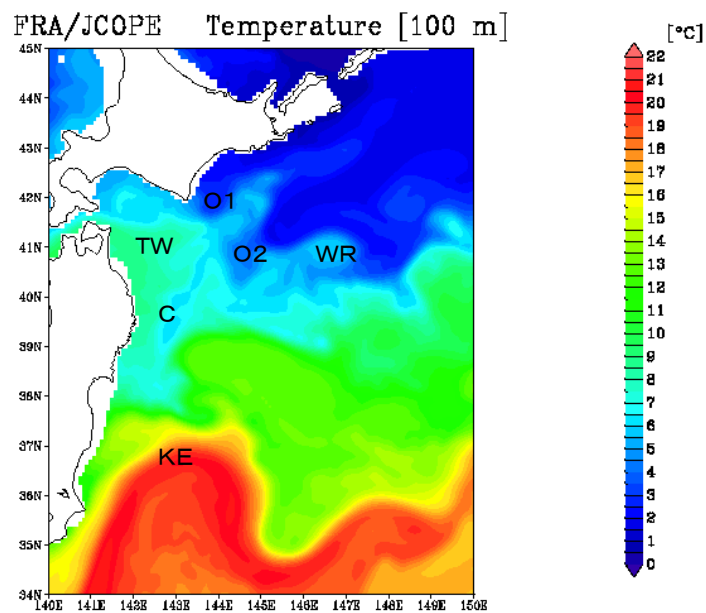 FRA/JCOPE Temperature [100 m]
[°C]
45N
44N
43N
42N
41N
40N
39N
38N
37N
36N
35N
34N
140E 141E 142E 143E 144E 145E 146E 147E 148E 149E 150E
O1
TW
O2
WR
C
KE
22
21
20
19
18
17
16
15
14
13
12
11
10
9
8
7
6
5
4
3
2
1
0